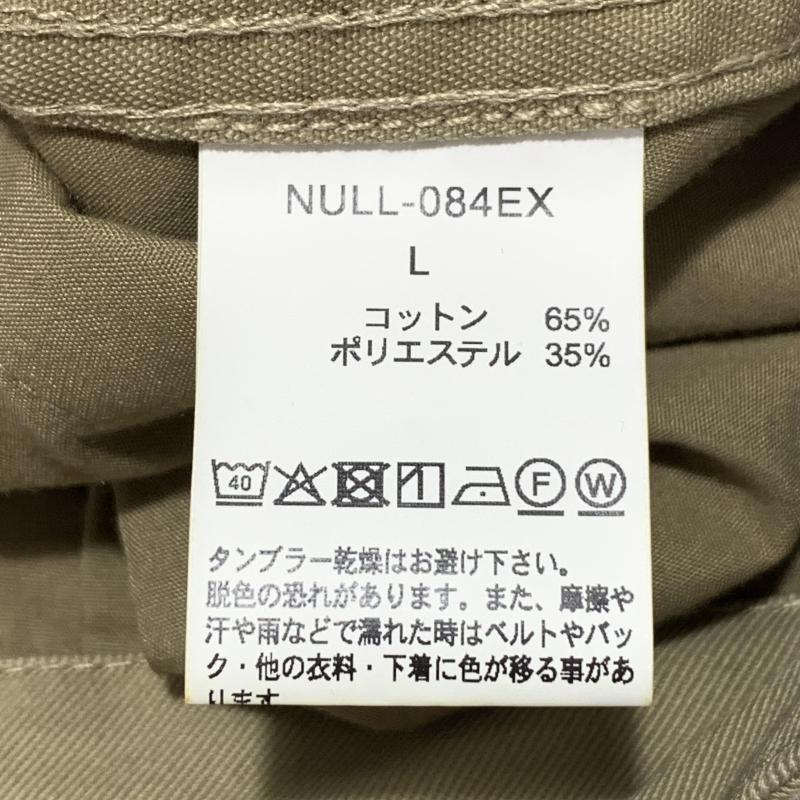 NULL-084EX
L
コットン 65%
ポリエステル 35%
40 F W
タンブラー乾燥はお避け下さい。
脱色の恐れがあります。また、摩擦や
汗や雨などで濡れた時はベルトやバッ
ク・他の衣料・下着に色が移る事があ
ります